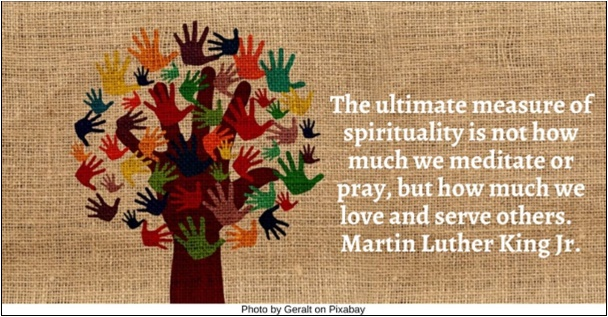 The ultimate measure of
spirituality is not how
much we meditate or
pray, but how much we
love and serve others.
Martin Luther King Jr.
Photo by Geralt on Pixabay